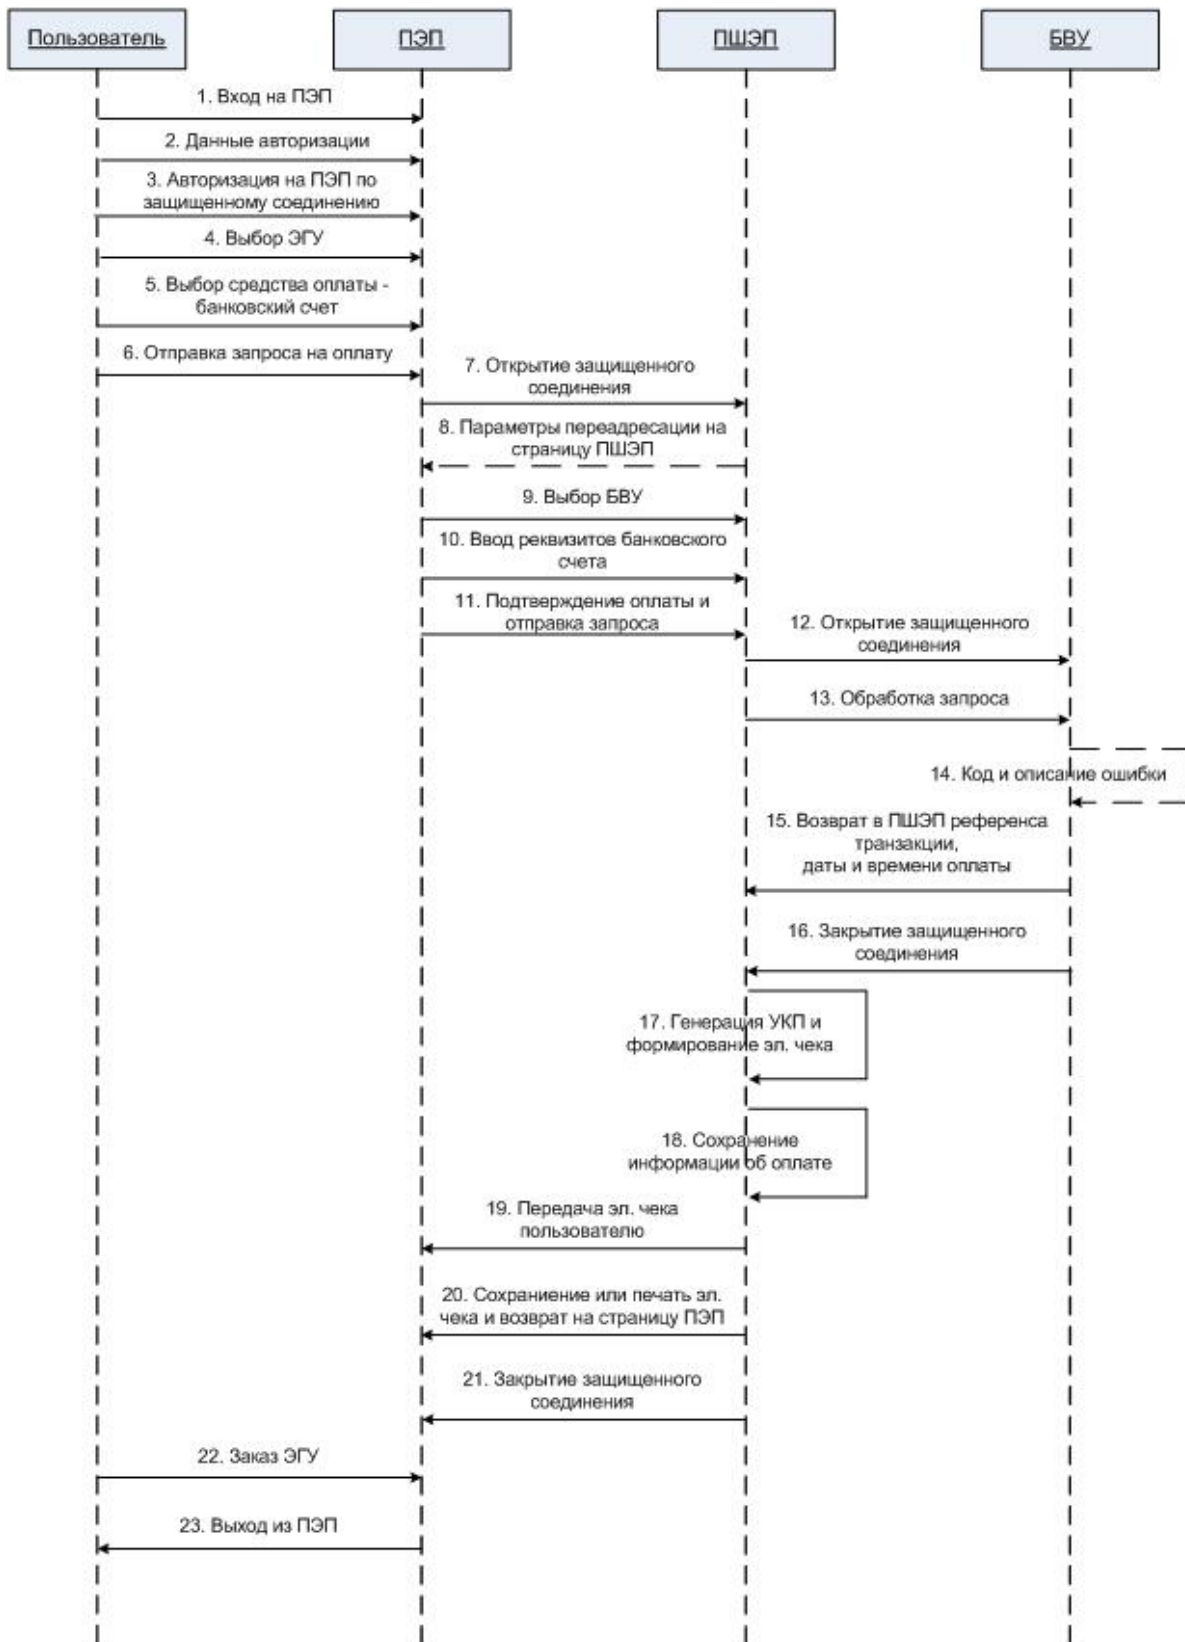 Пользователь
ПЭП
ПШЭП
БВУ
1. Вход на ПЭП
2. Данные авторизации
3. Авторизация на ПЭП по
защищенному соединению
4. Выбор ЭГУ
5. Выбор средства оплаты -
банковский счет
6. Отправка запроса на оплату
7. Открытие защищенного
соединения
8. Параметры переадресации на
страницу ПШЭП
9. Выбор БВУ
10. Ввод реквизитов банковского
счета
11. Подтверждение оплаты и
отправка запроса
12. Открытие защищенного
соединения
13. Обработка запроса
14. Код и описание ошибки
15. Возврат в ПШЭП референса
транзакции,
даты и времени оплаты
16. Закрытие защищенного
соединения
17. Генерация УКП и
формирование эл. чека
18. Сохранение
информации об оплате
19. Передача эл. чека
пользователю
20. Сохраниение или печать эл.
чека и возврат на страницу ПЭП
21. Закрытие защищенного
соединения
22. Заказ ЭГУ
23. Выход из ПЭП